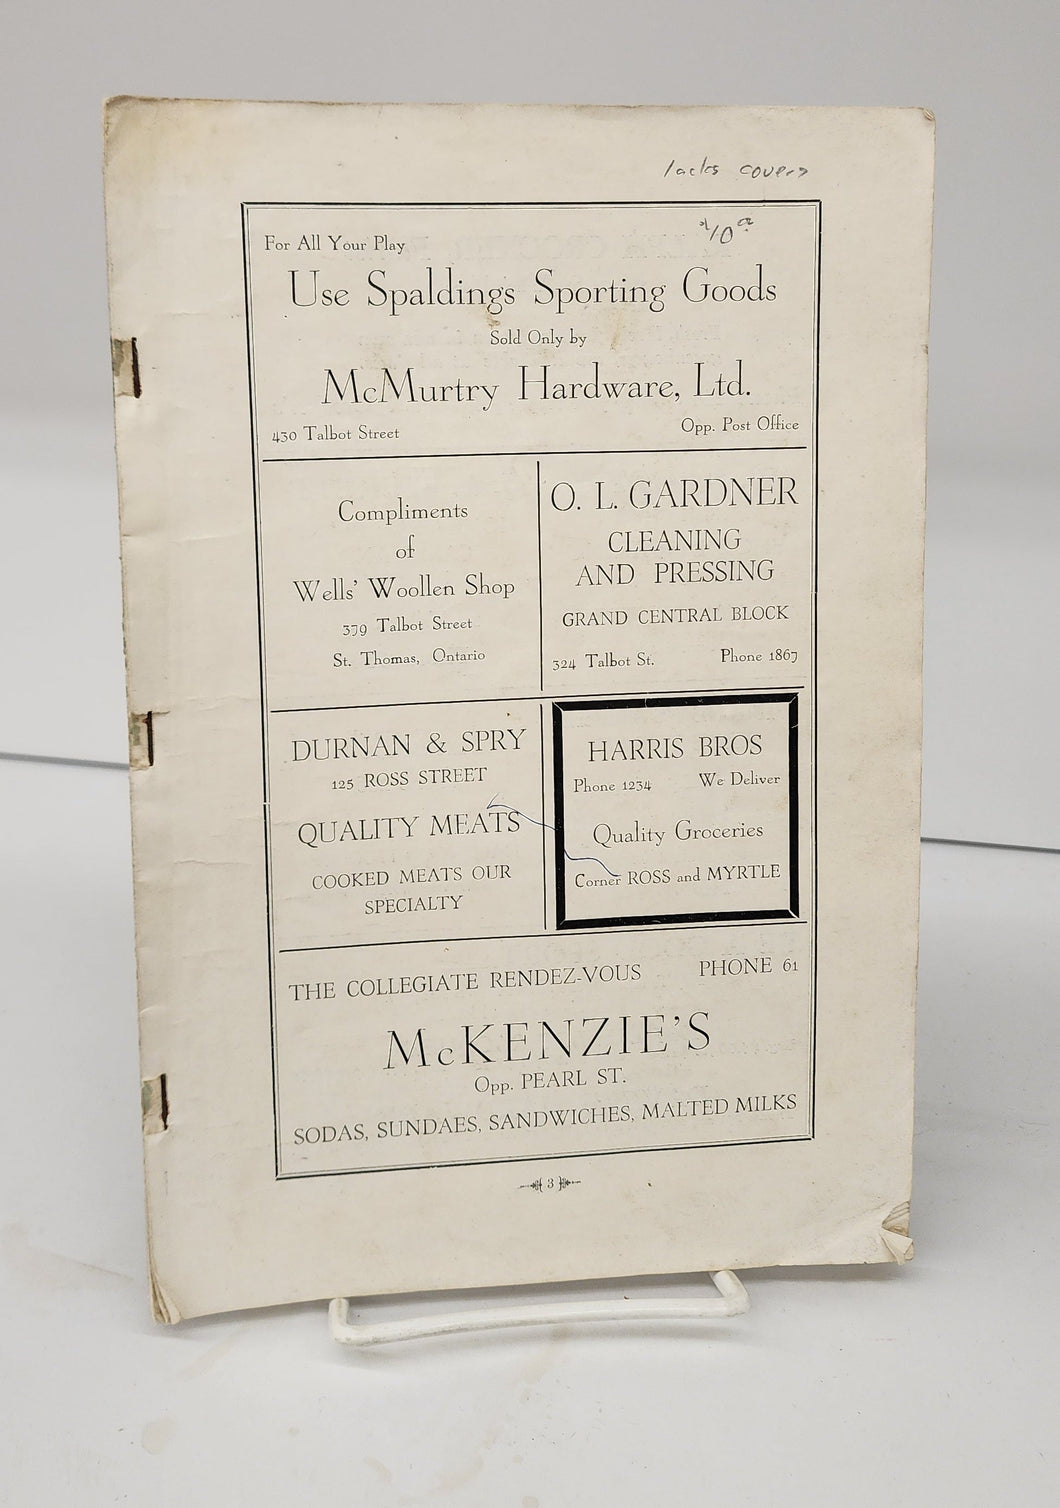 lacks covers
$10
For All Your Play
Use Spaldings Sporting Goods
Sold Only by
McMurtry Hardware, Ltd.
430 Talbot Street Opp. Post Office
Compliments
of
Wells' Woollen Shop
379 Talbot Street
St. Thomas, Ontario
O. L. GARDNER
CLEANING
AND PRESSING
GRAND CENTRAL BLOCK
324 Talbot St. Phone 1867
DURNAN & SPRY
125 ROSS STREET
QUALITY MEATS
COOKED MEATS OUR
SPECIALTY
HARRIS BROS
Phone 1234 We Deliver
Quality Groceries
Corner ROSS and MYRTLE
THE COLLEGIATE RENDEZ-VOUS PHONE 61
McKENZIE'S
Opp. PEARL ST.
SODAS, SUNDAES, SANDWICHES, MALTED MILKS
3